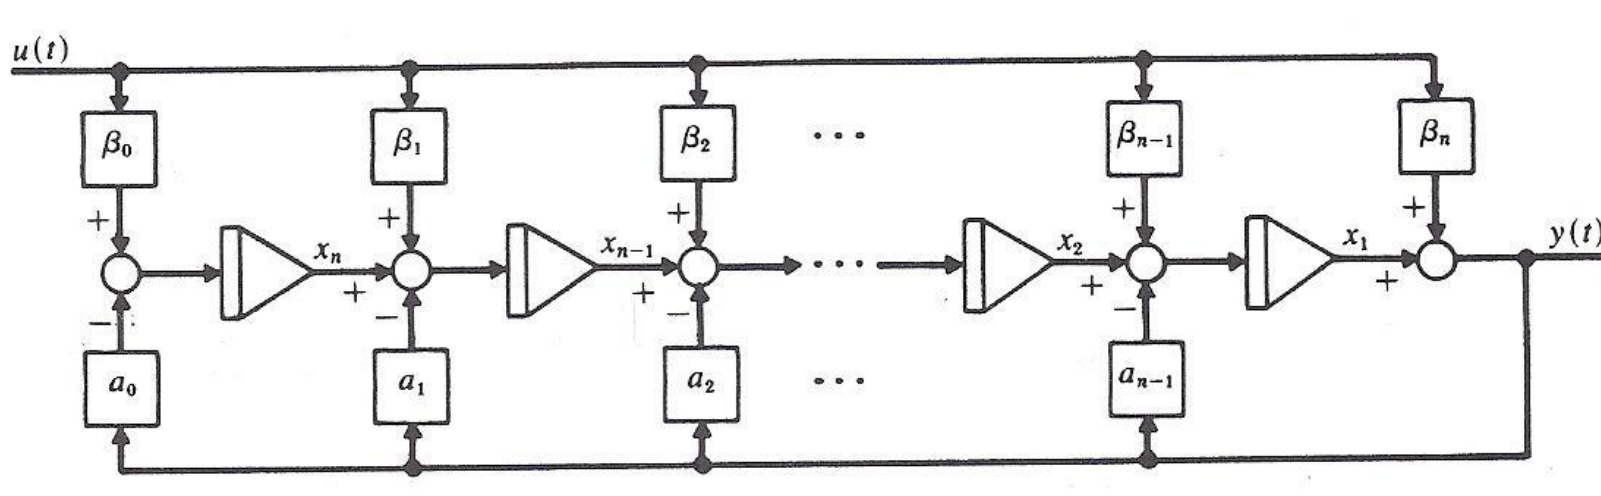 u(t)
β₀ β₁ β₂ ··· βₙ₋₁ βₙ
+ + + + +
xₙ xₙ₋₁ x₂ x₁ y(t)
+ + ··· + +
− − − −
a₀ a₁ a₂ ··· aₙ₋₁